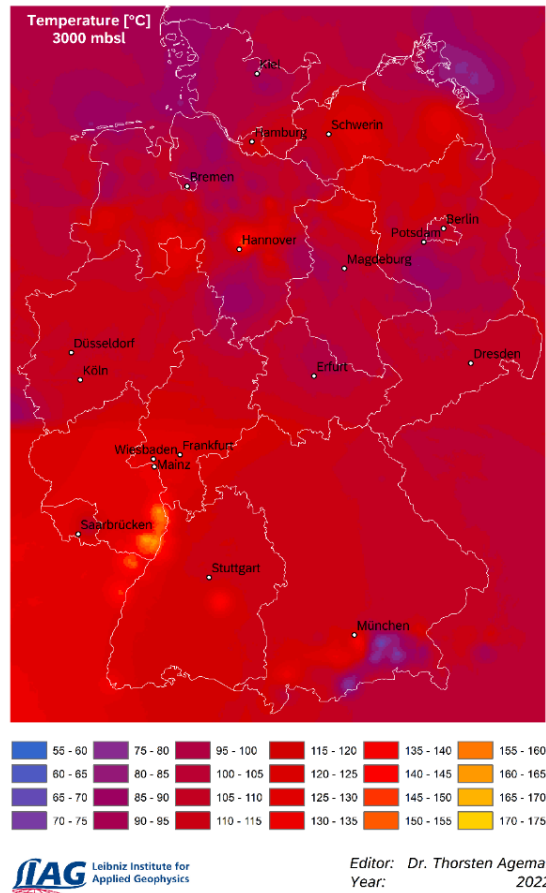 Temperature [°C]
3000 mbsl
Kiel
Schwerin
Hamburg
Bremen
Berlin
Potsdam
Hannover
Magdeburg
Düsseldorf
Dresden
Köln
Erfurt
Wiesbaden
Frankfurt
Mainz
Saarbrücken
Stuttgart
München
55 - 60 75 - 80 95 - 100 115 - 120 135 - 140 155 - 160
60 - 65 80 - 85 100 - 105 120 - 125 140 - 145 160 - 165
65 - 70 85 - 90 105 - 110 125 - 130 145 - 150 165 - 170
70 - 75 90 - 95 110 - 115 130 - 135 150 - 155 170 - 175
LIAG Leibniz Institute for
Applied Geophysics
Editor: Dr. Thorsten Agema
Year: